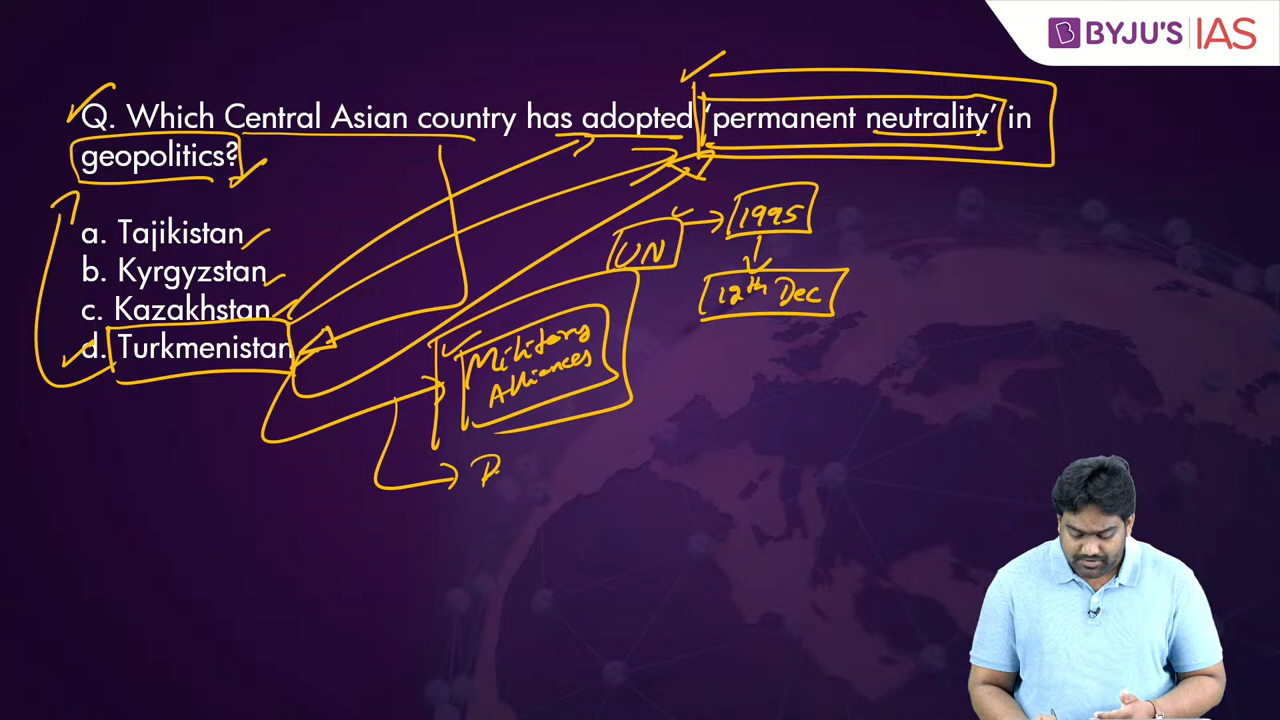 BYJU'S IAS
Q. Which Central Asian country has adopted 'permanent neutrality' in
geopolitics?
a. Tajikistan
b. Kyrgyzstan
c. Kazakhstan
d. Turkmenistan
UN
1995
12th Dec
Military
Alliances